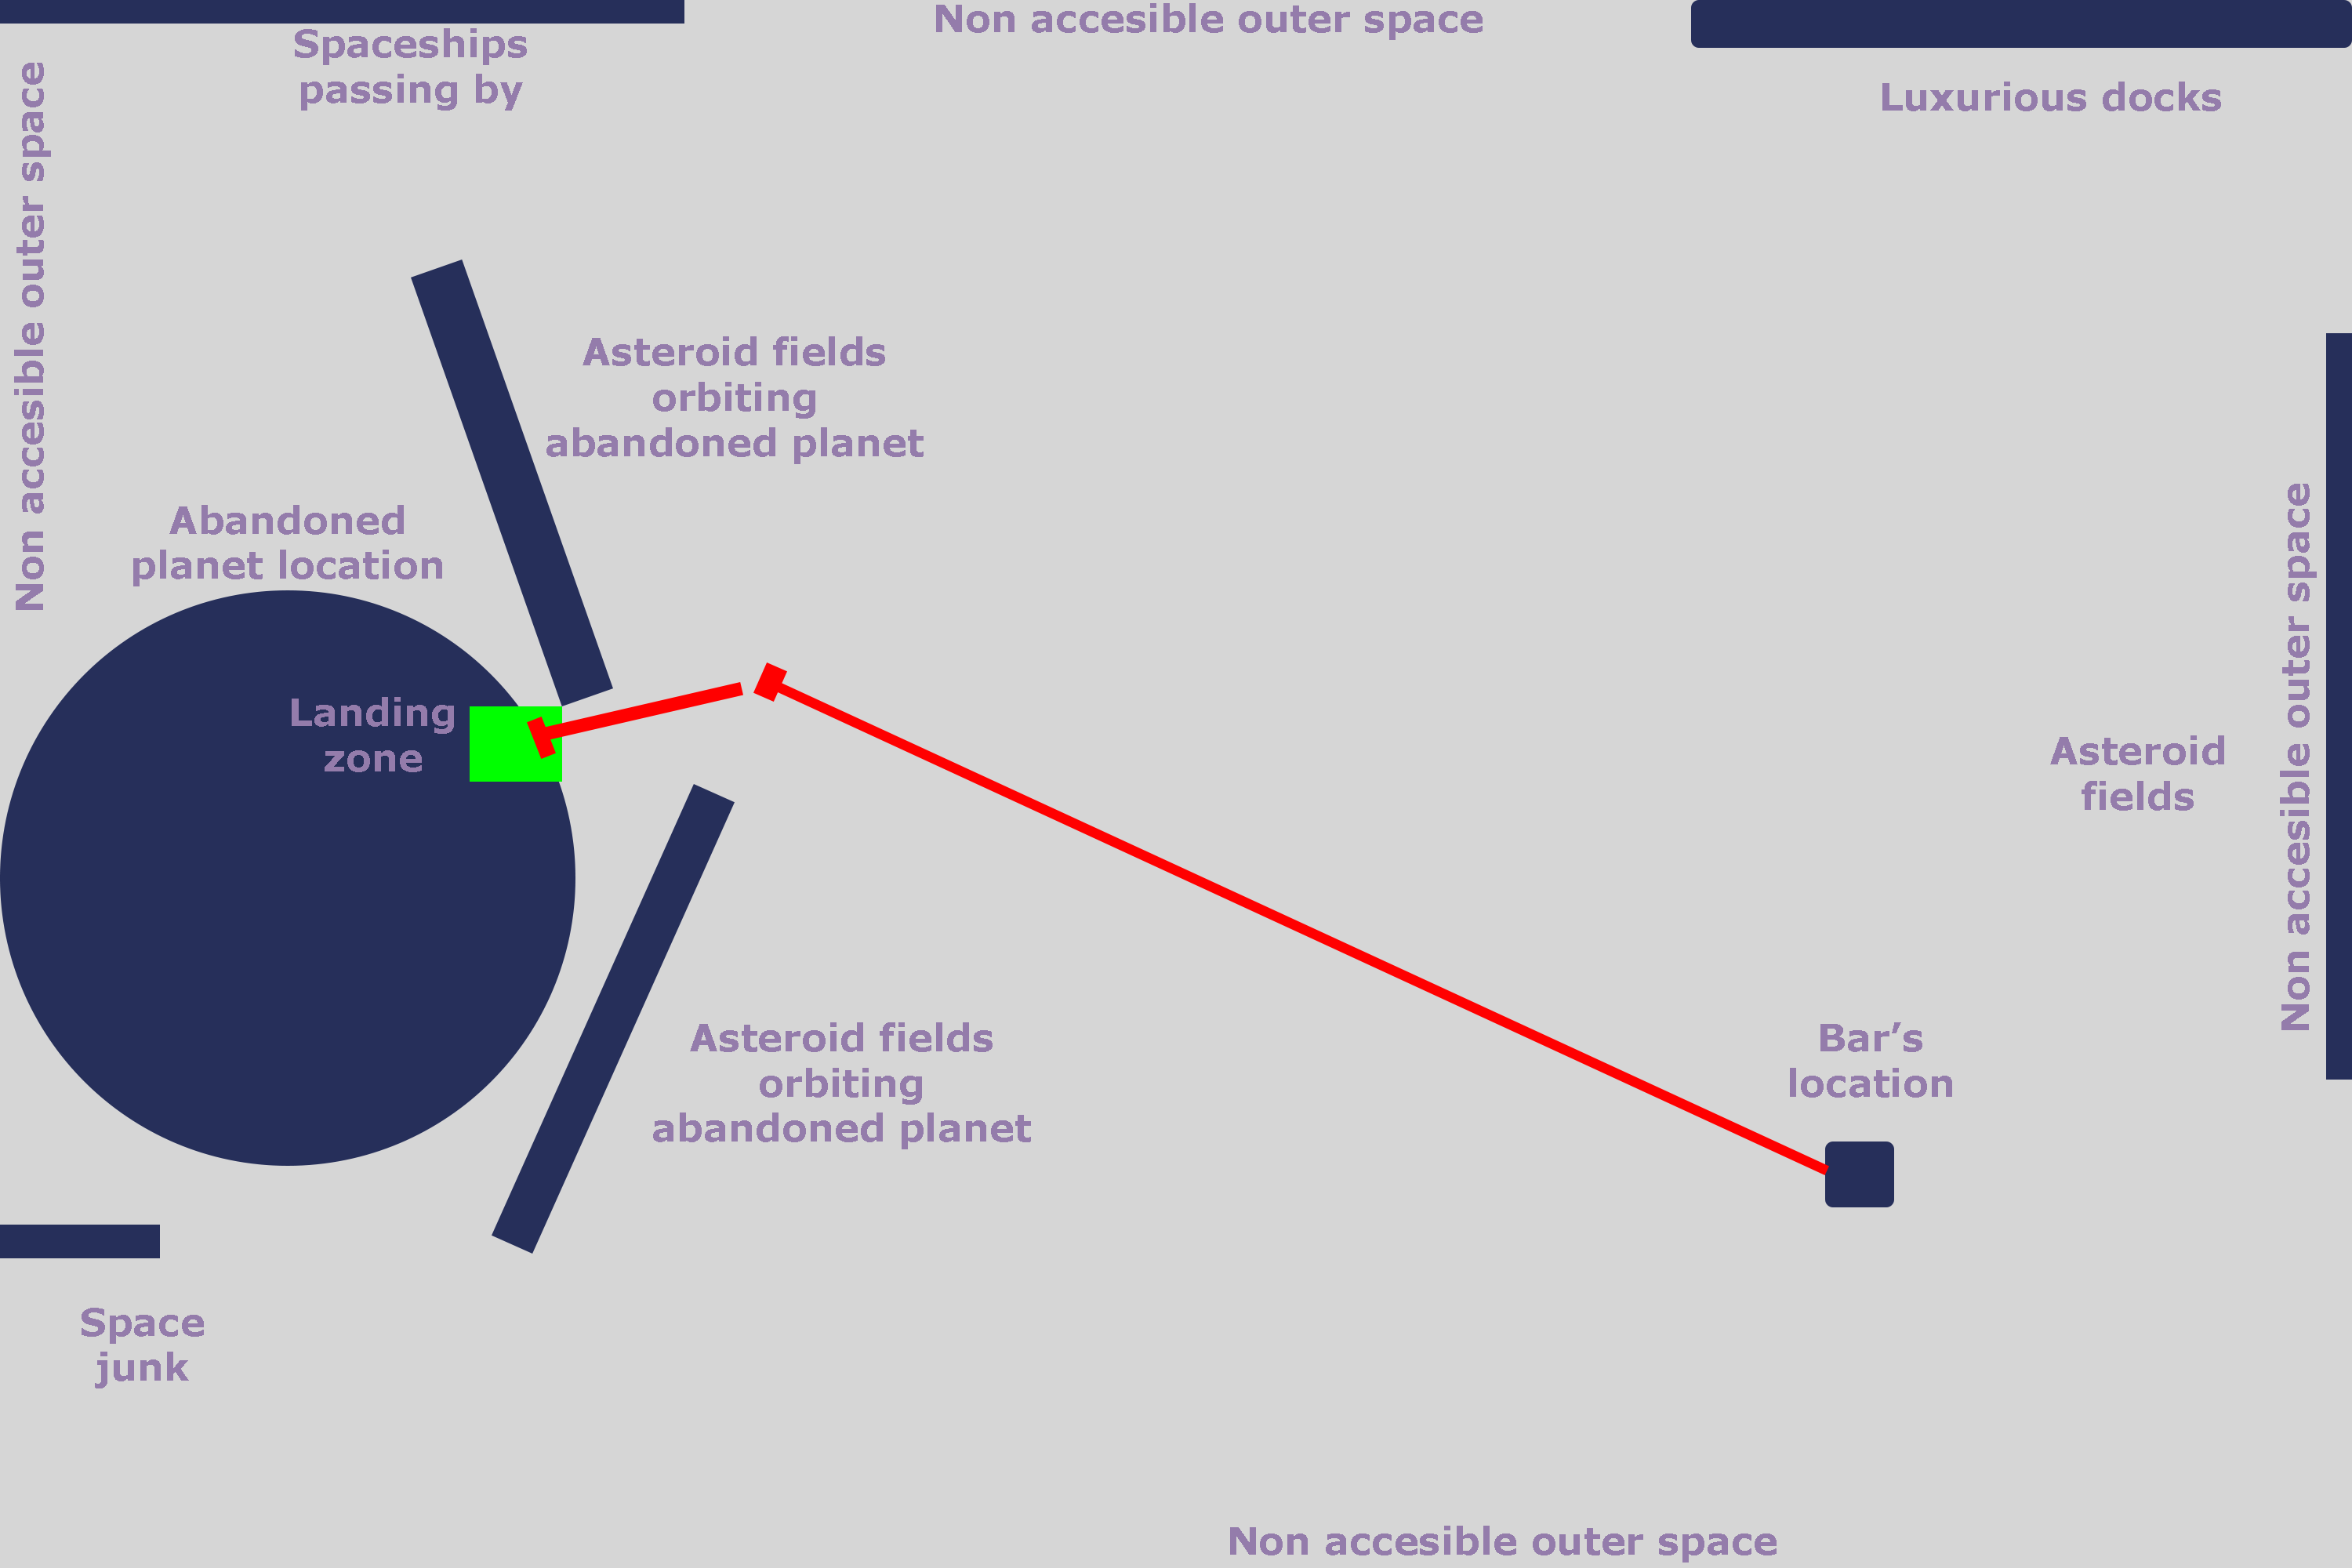 Non accesible outer space
Spaceships
passing by
Luxurious docks
Non accesible outer space
Asteroid fields
orbiting
abandoned planet
Abandoned
planet location
Landing
zone
Asteroid
fields
Non accesible outer space
Asteroid fields
orbiting
abandoned planet
Bar’s
location
Space
junk
Non accesible outer space